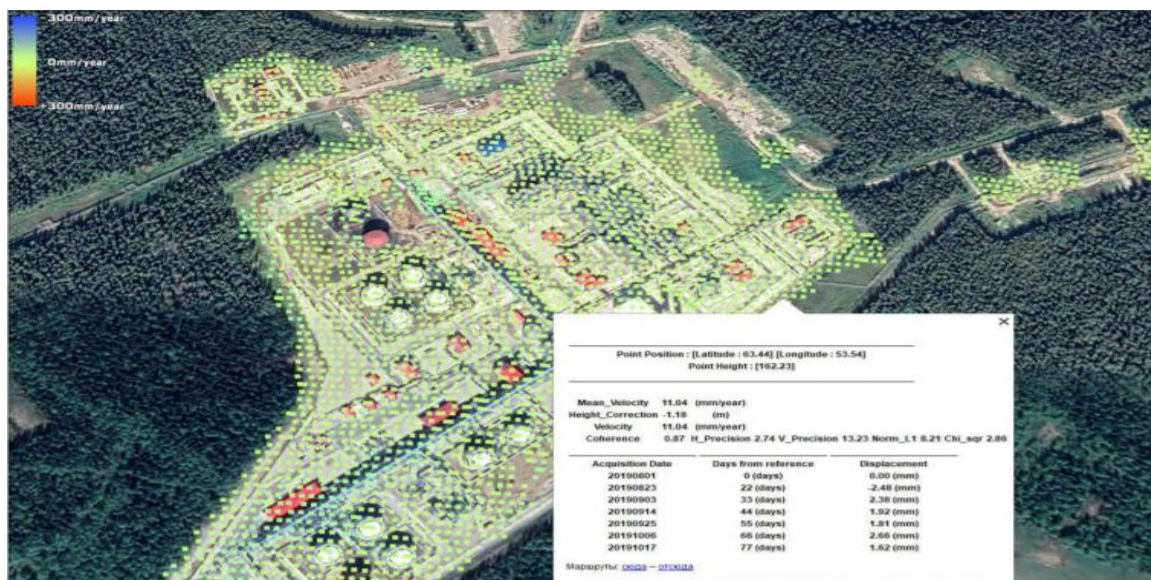 -300mm/year
0mm/year
+300mm/year
Point Position : [Latitude : 63.44] [Longitude : 53.54]
Point Height : [162.23]
Mean_Velocity 11.04 (mm/year)
Height_Correction -1.18 (m)
Velocity 11.04 (mm/year)
Coherence 0.87 H_Precision 2.74 V_Precision 13.23 Norm_L1 8.21 Chi_sqr 2.86
Acquisition Date Days from reference Displacement
20190801 0 (days) 0.00 (mm)
20190823 22 (days) -2.48 (mm)
20190903 33 (days) 2.38 (mm)
20190914 44 (days) 1.92 (mm)
20190925 55 (days) 1.81 (mm)
20191006 66 (days) 2.66 (mm)
20191017 77 (days) 1.62 (mm)
Маршруты: сюда – отсюда